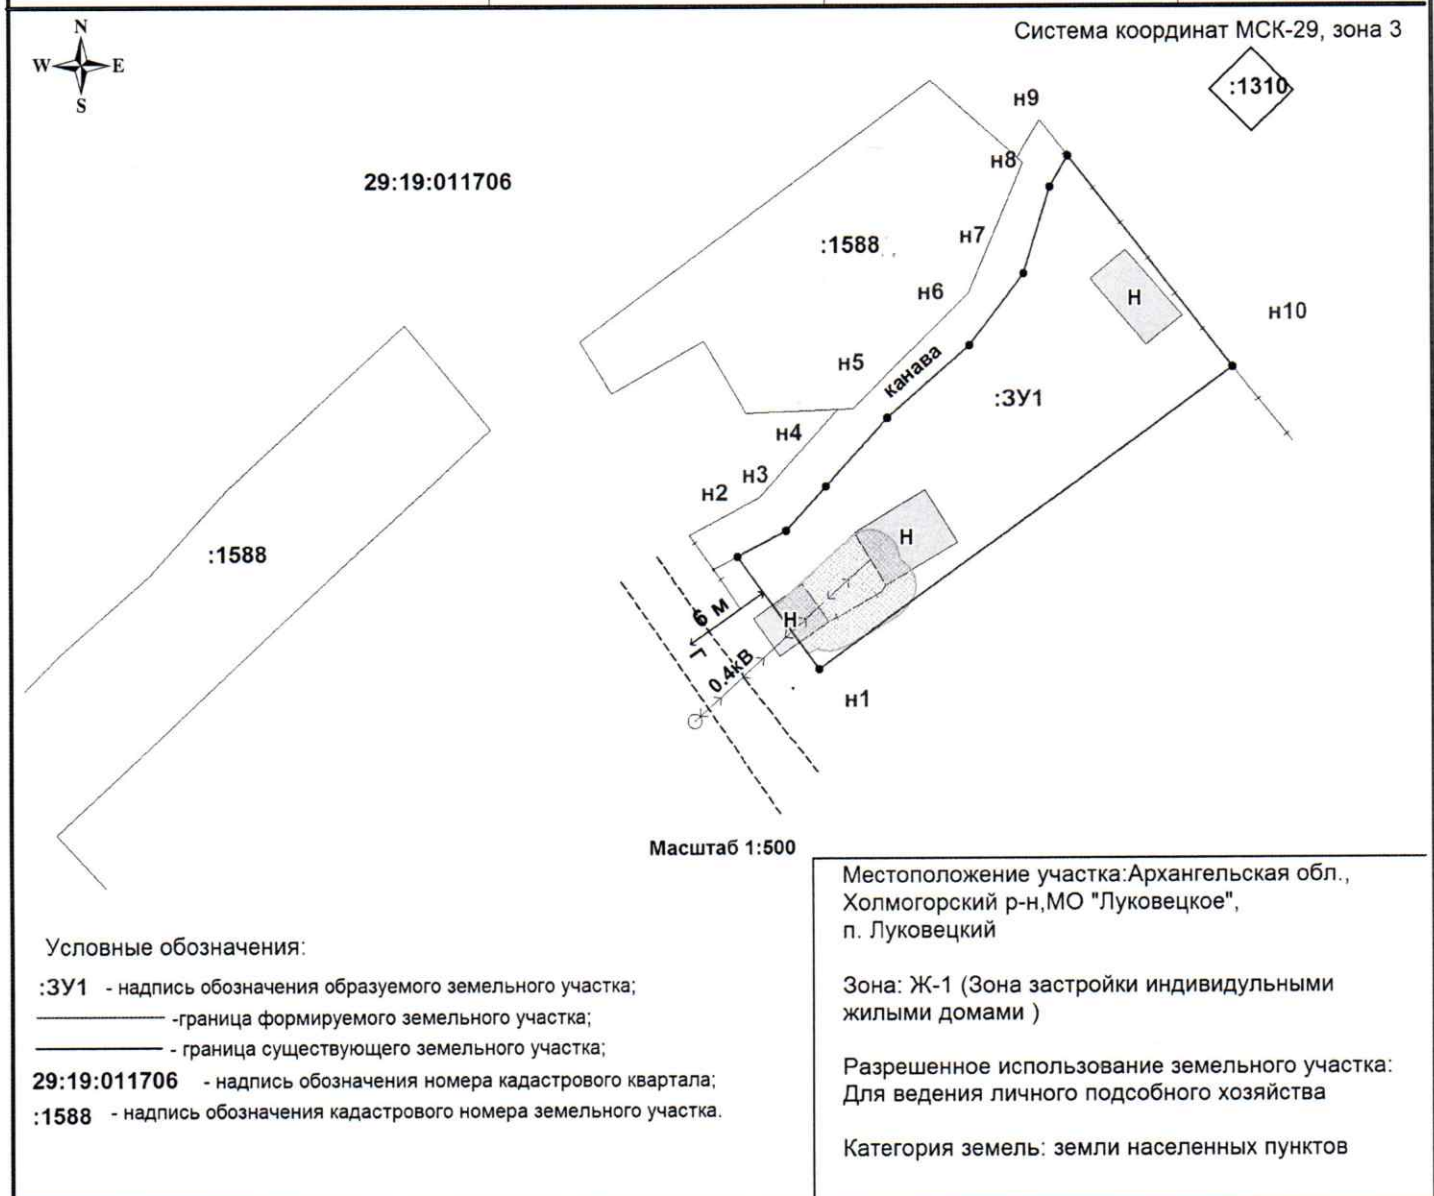 Система координат МСК-29, зона 3
N
W E
S
:1310
н9
н8
29:19:011706
:1588
н7
н6
Н
н10
н5
канава
:ЗУ1
н4
н3
н2
Н
:1588
6 м
Н
Г
0.4кВ
н1
Масштаб 1:500
Местоположение участка:Архангельская обл.,
Холмогорский р-н,МО "Луковецкое",
п. Луковецкий
Зона: Ж-1 (Зона застройки индивидульными
жилыми домами )
Разрешенное использование земельного участка:
Для ведения личного подсобного хозяйства
Категория земель: земли населенных пунктов
Условные обозначения:
:ЗУ1 - надпись обозначения образуемого земельного участка;
-граница формируемого земельного участка;
- граница существующего земельного участка;
29:19:011706 - надпись обозначения номера кадастрового квартала;
:1588 - надпись обозначения кадастрового номера земельного участка.